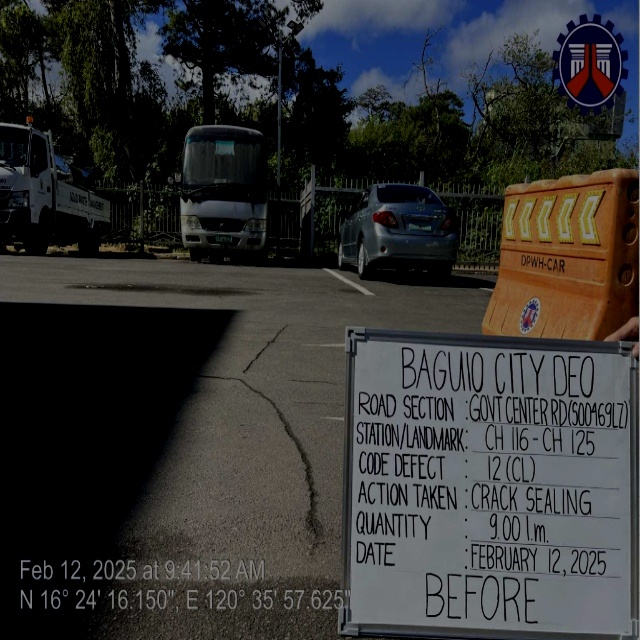 DPWH-CAR
BAGUIO CITY DEO
ROAD SECTION : GOVT CENTER RD (S00469LZ)
STATION/LANDMARK : CH 116 - CH 125
CODE DEFECT : 12 (CL)
ACTION TAKEN : CRACK SEALING
QUANTITY : 9.00 l.m.
DATE : FEBRUARY 12, 2025
BEFORE
Feb 12, 2025 at 9:41:52 AM
N 16° 24' 16.150", E 120° 35' 57.625"